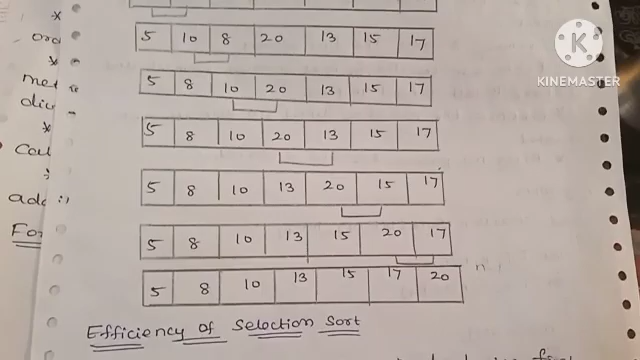 KINEMASTER
5 10 8 20 13 15 17
5 8 10 20 13 15 17
5 8 10 20 13 15 17
5 8 10 13 20 15 17
5 8 10 13 15 20 17
5 8 10 13 15 17 20
Efficiency of Selection Sort